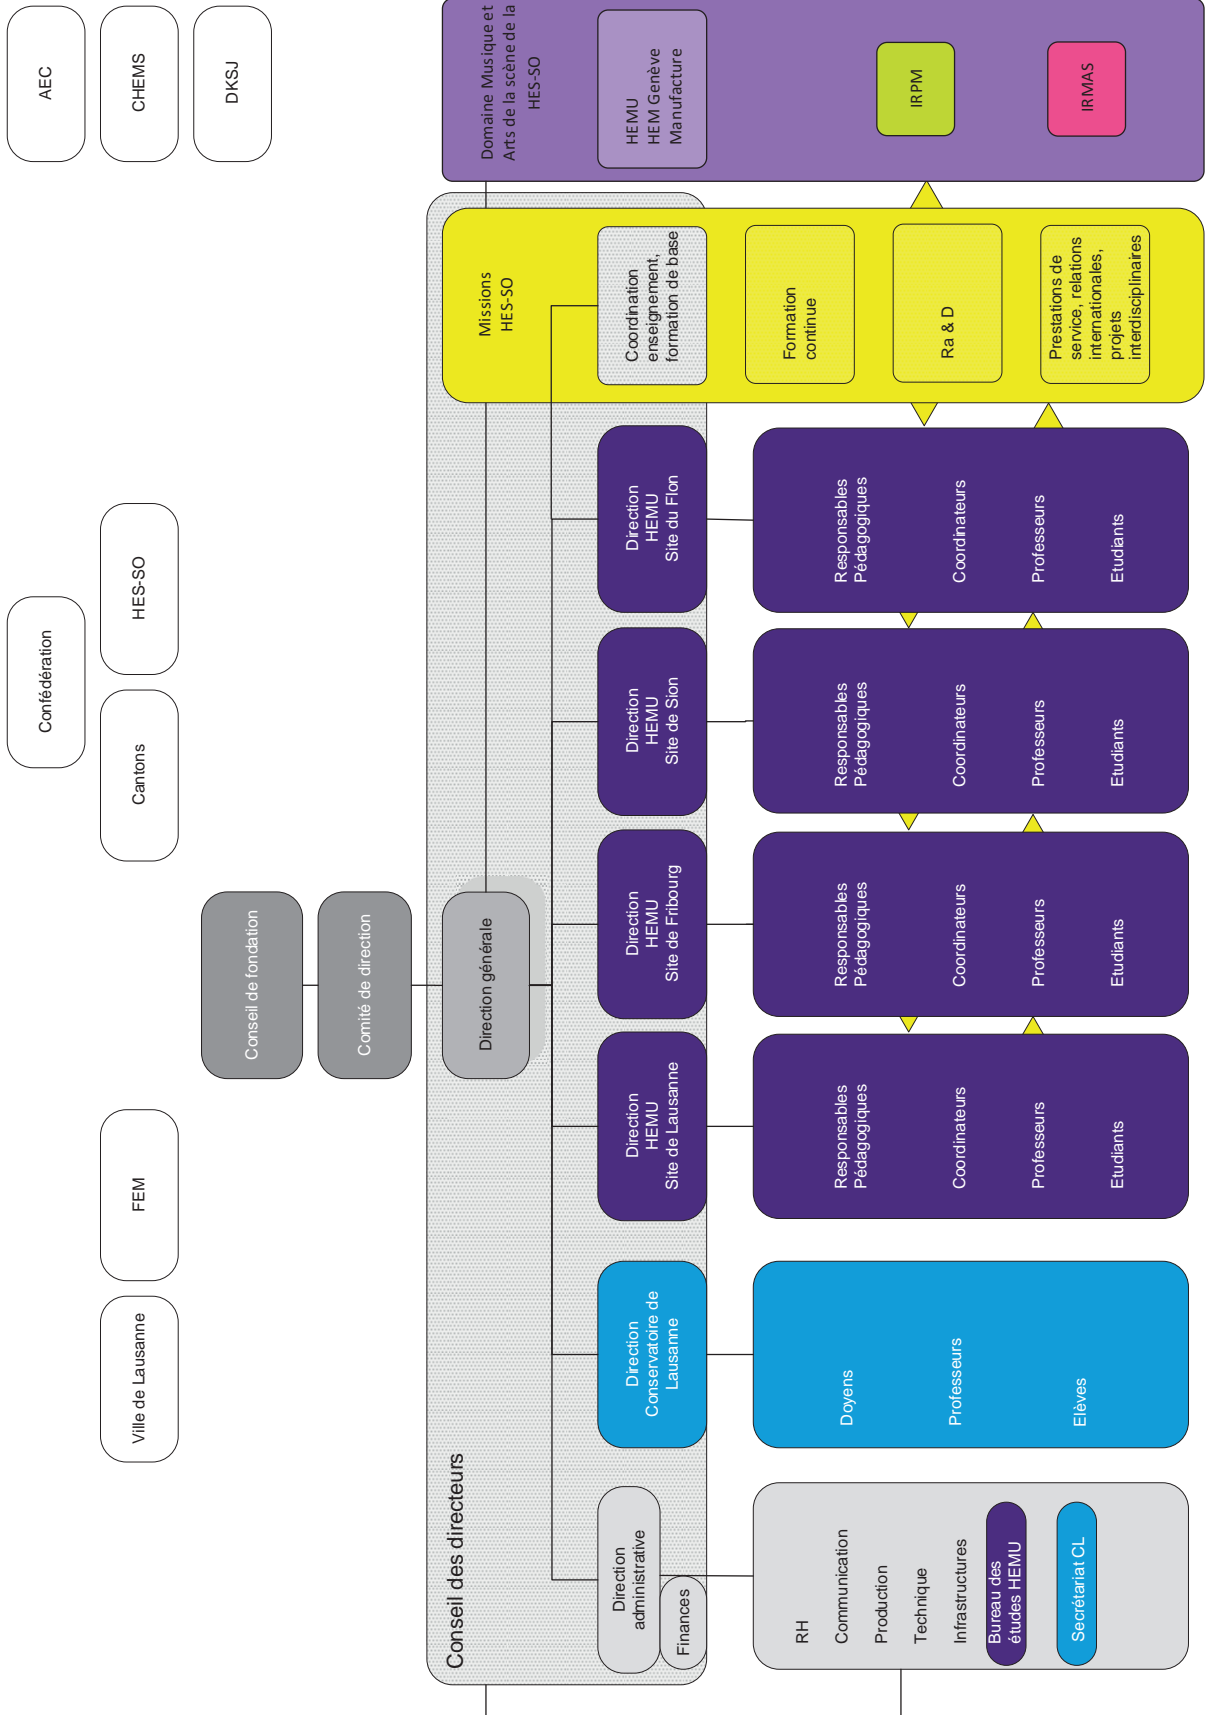 Confédération
AEC
Ville de Lausanne
FEM
Cantons
HES-SO
CHEMS
DKSJ
Conseil de fondation
Comité de direction
Conseil des directeurs
Direction générale
Missions
HES-SO
Domaine Musique et
Arts de la scène de la
HES-SO
Direction
administrative
Finances
Direction
Conservatoire de
Lausanne
Direction
HEMU
Site de Lausanne
Direction
HEMU
Site de Fribourg
Direction
HEMU
Site de Sion
Direction
HEMU
Site du Flon
Coordination
enseignement,
formation de base
HEMU
HEM Genève
Manufacture
RH
Communication
Production
Technique
Infrastructures
Bureau des
études HEMU
Secrétariat CL
Doyens
Professeurs
Elèves
Responsables
Pédagogiques
Coordinateurs
Professeurs
Etudiants
Responsables
Pédagogiques
Coordinateurs
Professeurs
Etudiants
Responsables
Pédagogiques
Coordinateurs
Professeurs
Etudiants
Responsables
Pédagogiques
Coordinateurs
Professeurs
Etudiants
Formation
continue
Ra & D
Prestations de
service, relations
internationales,
projets
interdisciplinaires
IRPM
IRMAS